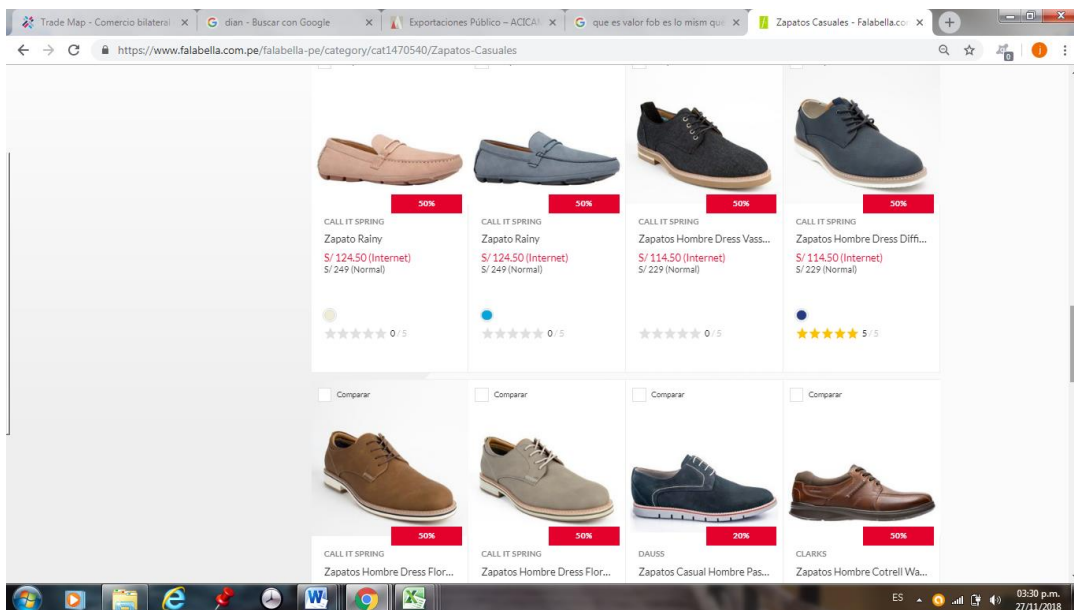 Trade Map - Comercio bilateral
dian - Buscar con Google
Exportaciones Público – ACICAM
que es valor fob es lo mism que
Zapatos Casuales - Falabella.co
https://www.falabella.com.pe/falabella-pe/category/cat1470540/Zapatos-Casuales
0
i
50% 50% 50% 50%
CALL IT SPRING CALL IT SPRING CALL IT SPRING CALL IT SPRING
Zapato Rainy Zapato Rainy Zapatos Hombre Dress Vass... Zapatos Hombre Dress Diffi...
S/ 124.50 (Internet) S/ 124.50 (Internet) S/ 114.50 (Internet) S/ 114.50 (Internet)
S/ 249 (Normal) S/ 249 (Normal) S/ 229 (Normal) S/ 229 (Normal)
0/5 0/5 0/5 5/5
Comparar Comparar Comparar Comparar
50% 50% 20% 50%
CALL IT SPRING CALL IT SPRING DAUSS CLARKS
Zapatos Hombre Dress Flor... Zapatos Hombre Dress Flor... Zapatos Casual Hombre Pas... Zapatos Hombre Cotrell Wa...
ES
03:30 p.m.
27/11/2018